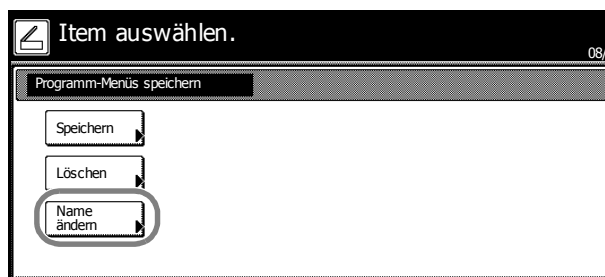 Item auswählen.
08/
Programm-Menüs speichern
Speichern
Löschen
Name
ändern